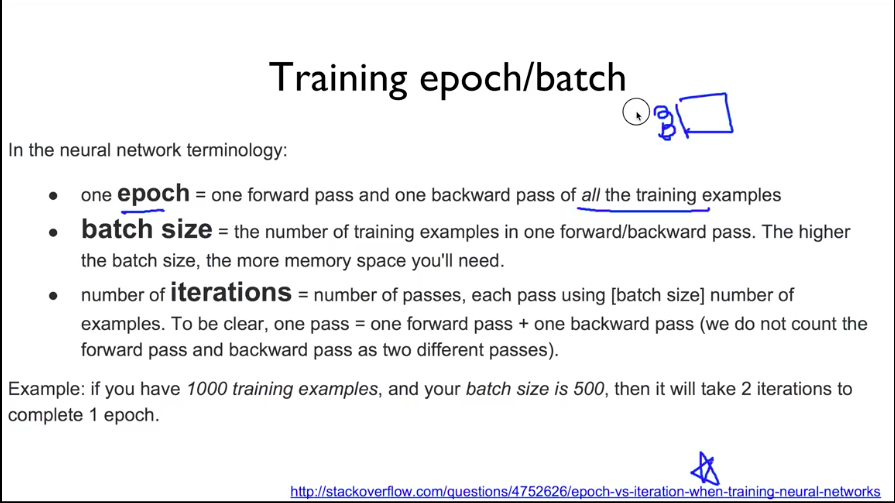 Training epoch/batch
In the neural network terminology:
• one epoch = one forward pass and one backward pass of all the training examples
• batch size = the number of training examples in one forward/backward pass. The higher
the batch size, the more memory space you'll need.
• number of iterations = number of passes, each pass using [batch size] number of
examples. To be clear, one pass = one forward pass + one backward pass (we do not count the
forward pass and backward pass as two different passes).
Example: if you have 1000 training examples, and your batch size is 500, then it will take 2 iterations to
complete 1 epoch.
http://stackoverflow.com/questions/4752626/epoch-vs-iteration-when-training-neural-networks